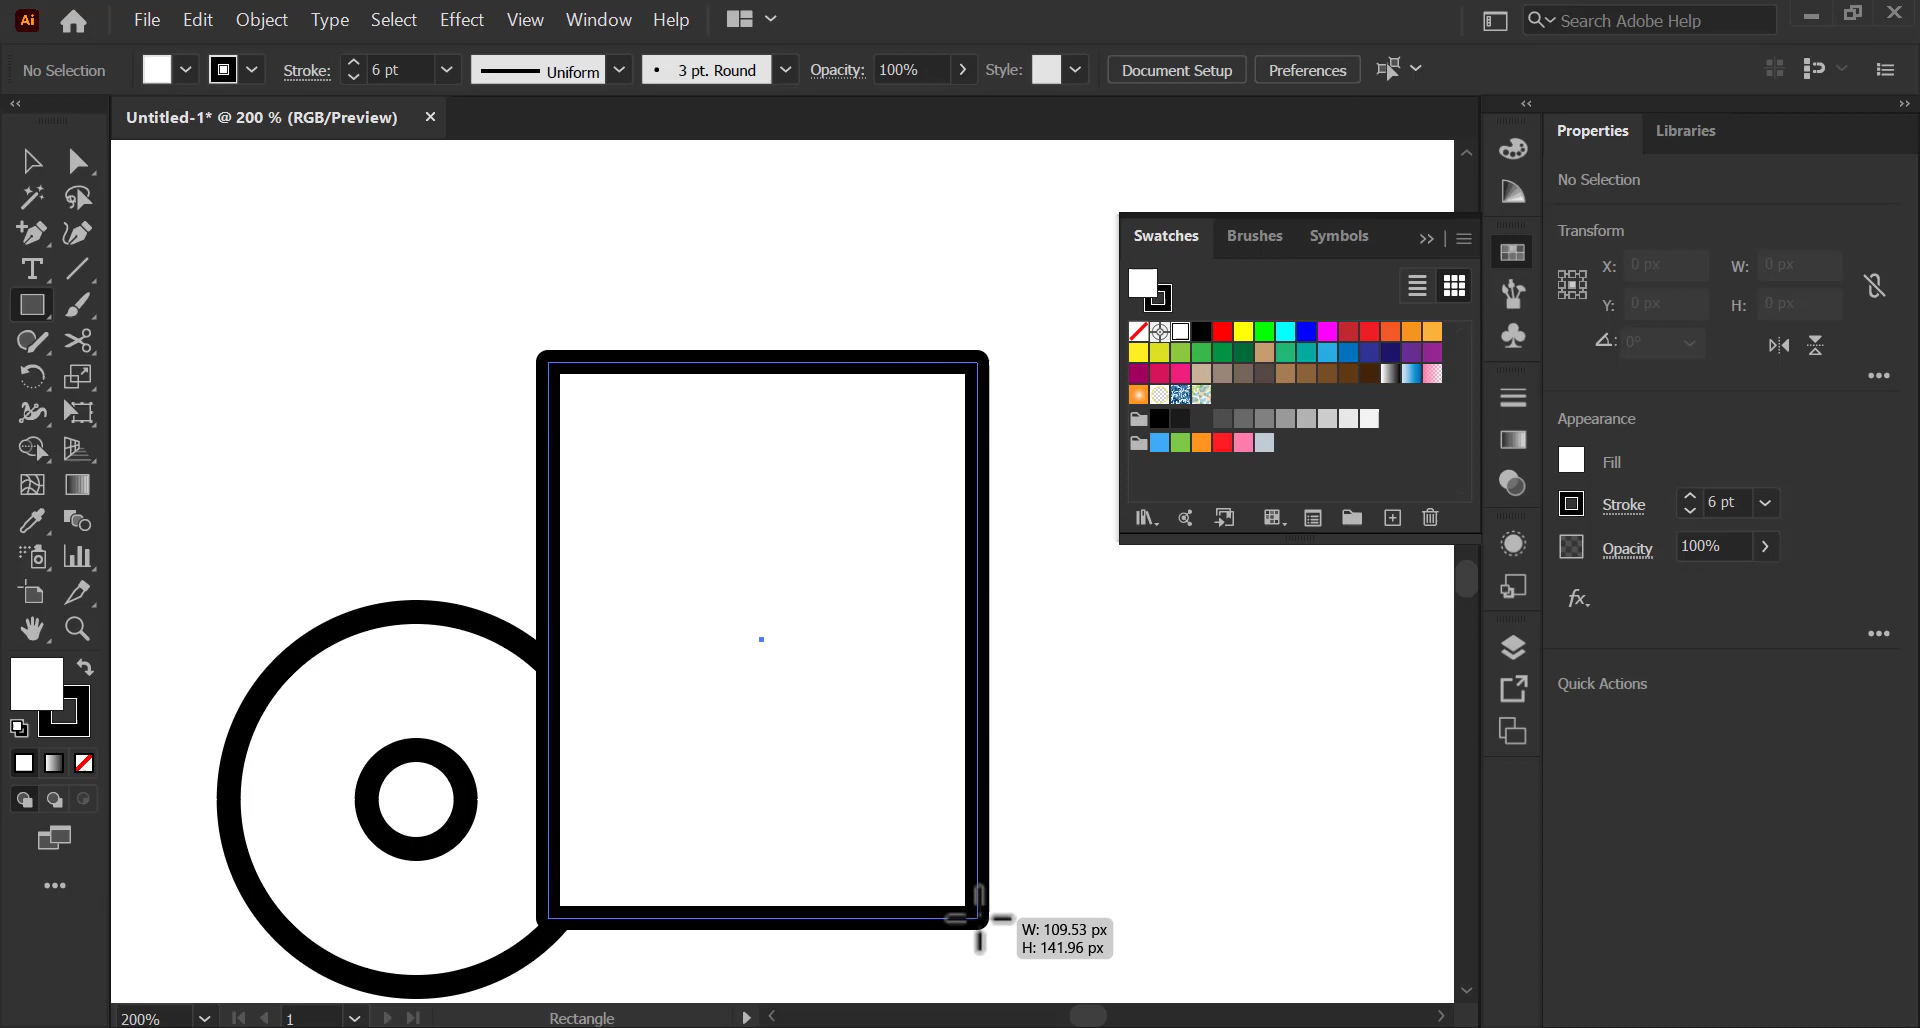 Ai File Edit Object Type Select Effect View Window Help Search Adobe Help
No Selection Stroke: 6 pt Uniform 3 pt. Round Opacity: 100% Style: Document Setup Preferences
Untitled-1* @ 200 % (RGB/Preview)
Properties Libraries
No Selection
Transform
X: 0 px W: 0 px
Y: 0 px H: 0 px
0°
Swatches Brushes Symbols
Appearance
Fill
Stroke 6 pt
Opacity 100%
fx
Quick Actions
W: 109.53 px
H: 141.96 px
200% 1 Rectangle